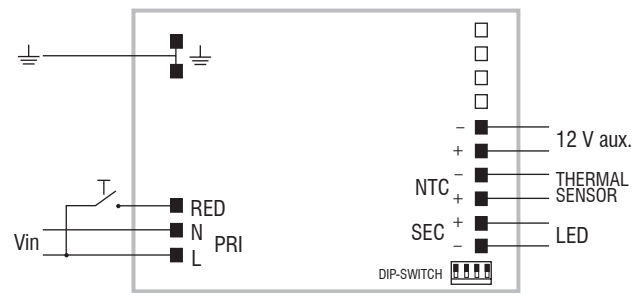 −
12 V aux.
+
NTC
−
THERMAL
+
SENSOR
RED
Vin
N
PRI
L
SEC
+
LED
−
DIP-SWITCH